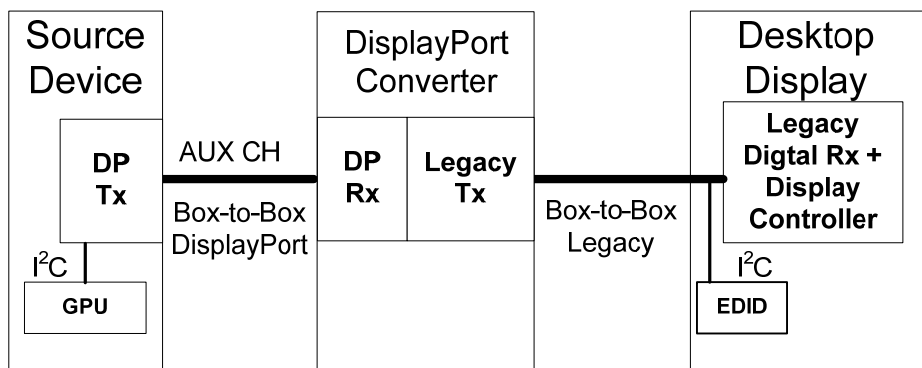 Source
Device
DisplayPort
Converter
Desktop
Display
DP
Tx
AUX CH
Box-to-Box
DisplayPort
DP
Rx
Legacy
Tx
Box-to-Box
Legacy
Legacy
Digtal Rx +
Display
Controller
I²C
GPU
I²C
EDID